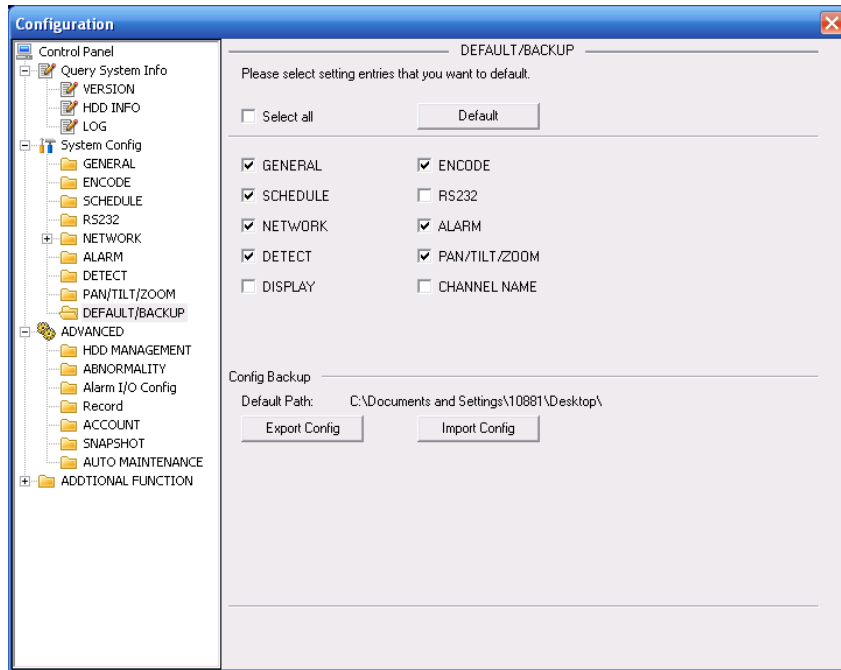 Configuration
Control Panel
Query System Info
VERSION
HDD INFO
LOG
System Config
GENERAL
ENCODE
SCHEDULE
RS232
NETWORK
ALARM
DETECT
PAN/TILT/ZOOM
DEFAULT/BACKUP
ADVANCED
HDD MANAGEMENT
ABNORMALITY
Alarm I/O Config
Record
ACCOUNT
SNAPSHOT
AUTO MAINTENANCE
ADDTIONAL FUNCTION
DEFAULT/BACKUP
Please select setting entries that you want to default.
Select all Default
GENERAL ENCODE
SCHEDULE RS232
NETWORK ALARM
DETECT PAN/TILT/ZOOM
DISPLAY CHANNEL NAME
Config Backup
Default Path: C:\Documents and Settings\10881\Desktop\
Export Config Import Config